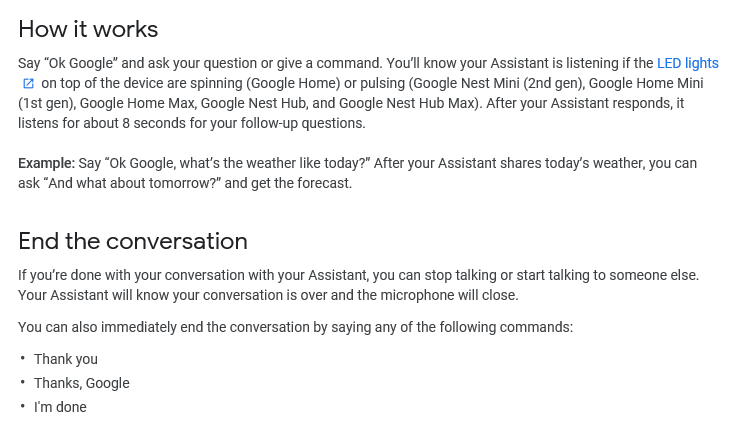 How it works
Say “Ok Google” and ask your question or give a command. You’ll know your Assistant is listening if the LED lights
on top of the device are spinning (Google Home) or pulsing (Google Nest Mini (2nd gen), Google Home Mini
(1st gen), Google Home Max, Google Nest Hub, and Google Nest Hub Max). After your Assistant responds, it
listens for about 8 seconds for your follow-up questions.
Example: Say “Ok Google, what’s the weather like today?” After your Assistant shares today’s weather, you can
ask “And what about tomorrow?” and get the forecast.
End the conversation
If you’re done with your conversation with your Assistant, you can stop talking or start talking to someone else.
Your Assistant will know your conversation is over and the microphone will close.
You can also immediately end the conversation by saying any of the following commands:
• Thank you
• Thanks, Google
• I'm done